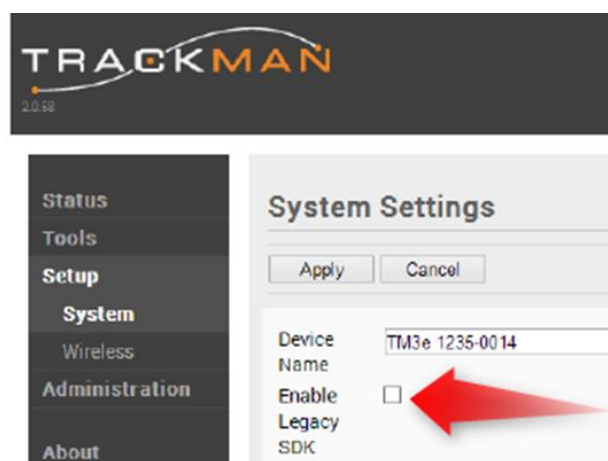 TRACKMAN
2.0.58
Status
Tools
Setup
System
Wireless
Administration
About
System Settings
Apply Cancel
Device Name TM3e 1235-0014
Enable Legacy SDK